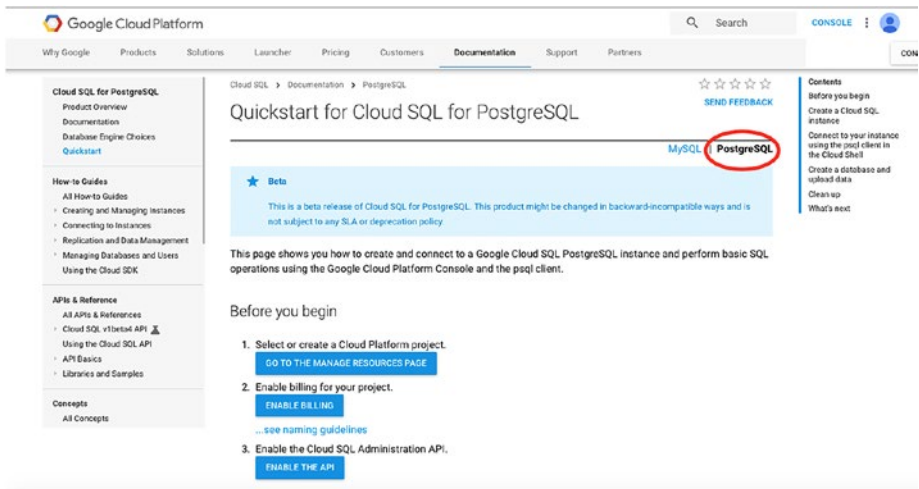 Google Cloud Platform
Search
CONSOLE
Why Google Products Solutions Launcher Pricing Customers Documentation Support Partners
CON
Cloud SQL for PostgreSQL
Product Overview
Documentation
Database Engine Choices
Quickstart
How-to Guides
All How-to Guides
Creating and Managing Instances
Connecting to Instances
Replication and Data Management
Managing Databases and Users
Using the Cloud SDK
APIs & Reference
All APIs & References
Cloud SQL v1beta4 API
Using the Cloud SQL API
API Basics
Libraries and Samples
Concepts
All Concepts
Cloud SQL > Documentation > PostgreSQL
SEND FEEDBACK
Quickstart for Cloud SQL for PostgreSQL
MySQL | PostgreSQL
Beta
This is a beta release of Cloud SQL for PostgreSQL. This product might be changed in backward-incompatible ways and is
not subject to any SLA or deprecation policy.
This page shows you how to create and connect to a Google Cloud SQL PostgreSQL instance and perform basic SQL
operations using the Google Cloud Platform Console and the psql client.
Before you begin
1. Select or create a Cloud Platform project.
GO TO THE MANAGE RESOURCES PAGE
2. Enable billing for your project.
ENABLE BILLING
...see naming guidelines
3. Enable the Cloud SQL Administration API.
ENABLE THE API
Contents
Before you begin
Create a Cloud SQL
instance
Connect to your instance
using the psql client in
the Cloud Shell
Create a database and
upload data
Clean up
What's next